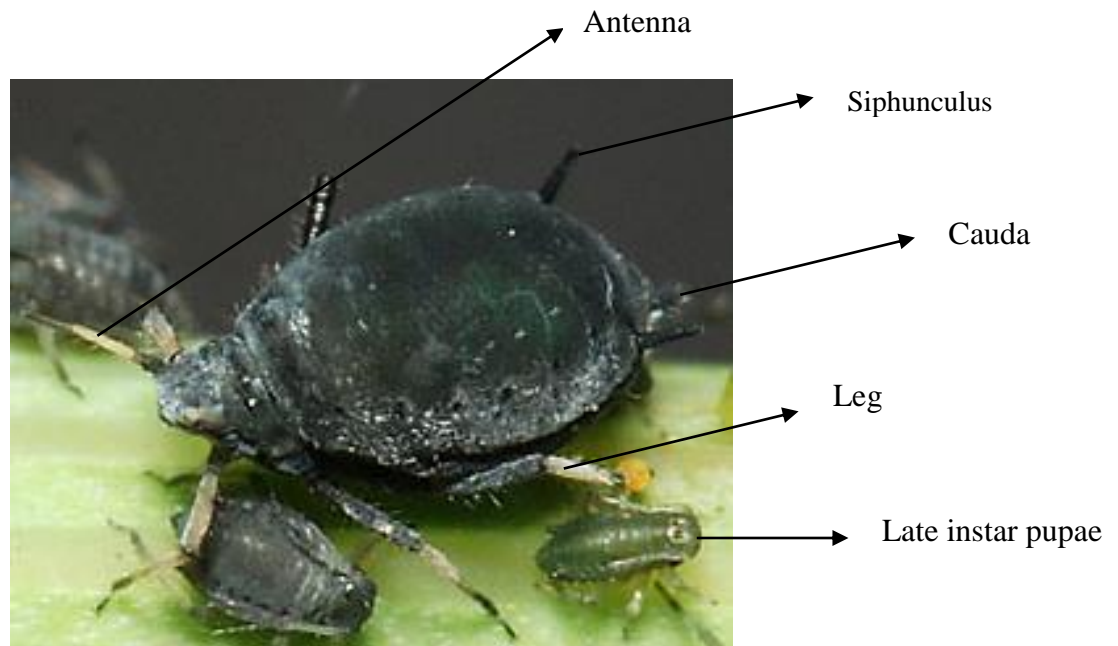 Antenna
Siphunculus
Cauda
Leg
Late instar pupae